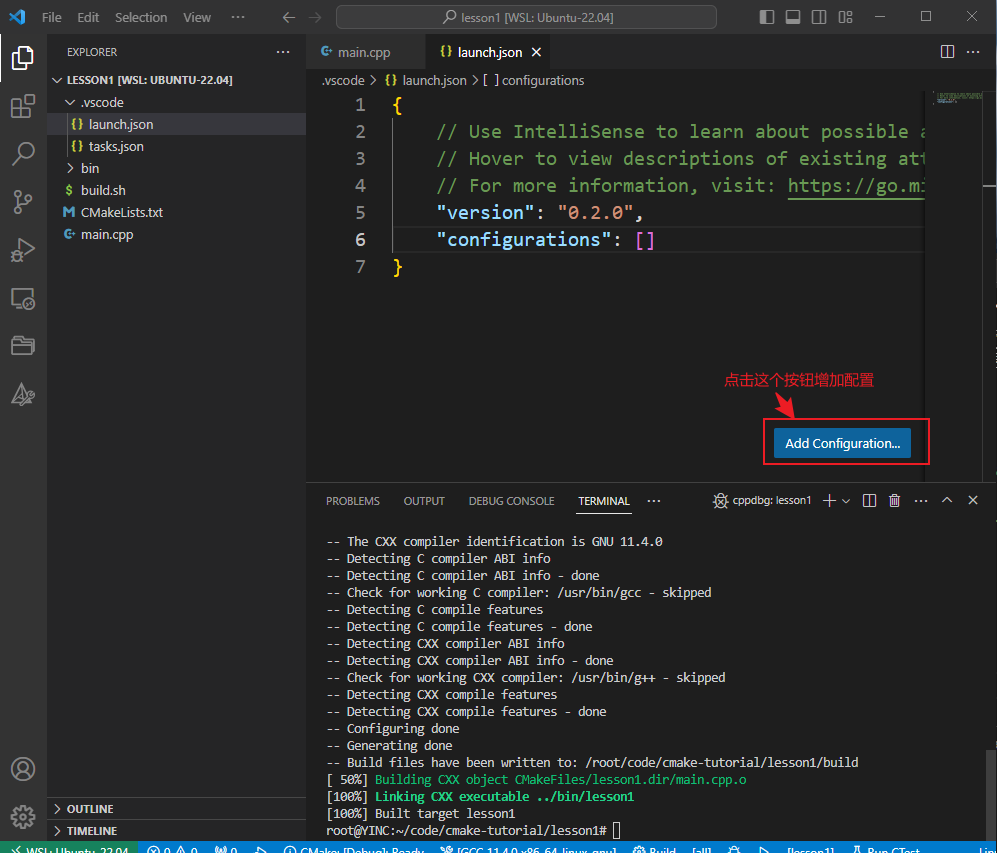 File Edit Selection View ··· lesson1 [WSL: Ubuntu-22.04]
EXPLORER
LESSON1 [WSL: UBUNTU-22.04]
.vscode
launch.json
tasks.json
bin
build.sh
CMakeLists.txt
main.cpp
OUTLINE
TIMELINE
main.cpp launch.json
.vscode > {} launch.json > [ ] configurations
1 {
2 // Use IntelliSense to learn about possible a
3 // Hover to view descriptions of existing att
4 // For more information, visit: https://go.mi
5 "version": "0.2.0",
6 "configurations": []
7 }
点击这个按钮增加配置
Add Configuration...
PROBLEMS OUTPUT DEBUG CONSOLE TERMINAL ··· cppdbg: lesson1
-- The CXX compiler identification is GNU 11.4.0
-- Detecting C compiler ABI info
-- Detecting C compiler ABI info - done
-- Check for working C compiler: /usr/bin/gcc - skipped
-- Detecting C compile features
-- Detecting C compile features - done
-- Detecting CXX compiler ABI info
-- Detecting CXX compiler ABI info - done
-- Check for working CXX compiler: /usr/bin/g++ - skipped
-- Detecting CXX compile features
-- Detecting CXX compile features - done
-- Configuring done
-- Generating done
-- Build files have been written to: /root/code/cmake-tutorial/lesson1/build
[ 50%] Building CXX object CMakeFiles/lesson1.dir/main.cpp.o
[100%] Linking CXX executable ../bin/lesson1
[100%] Built target lesson1
root@YINC:~/code/cmake-tutorial/lesson1#
WSL: Ubuntu-22.04 0 0 0 CMake: [Debug]: Ready [GCC 11.4.0 x86_64-linux-gnu] Build [all] [lesson1] Run CTest